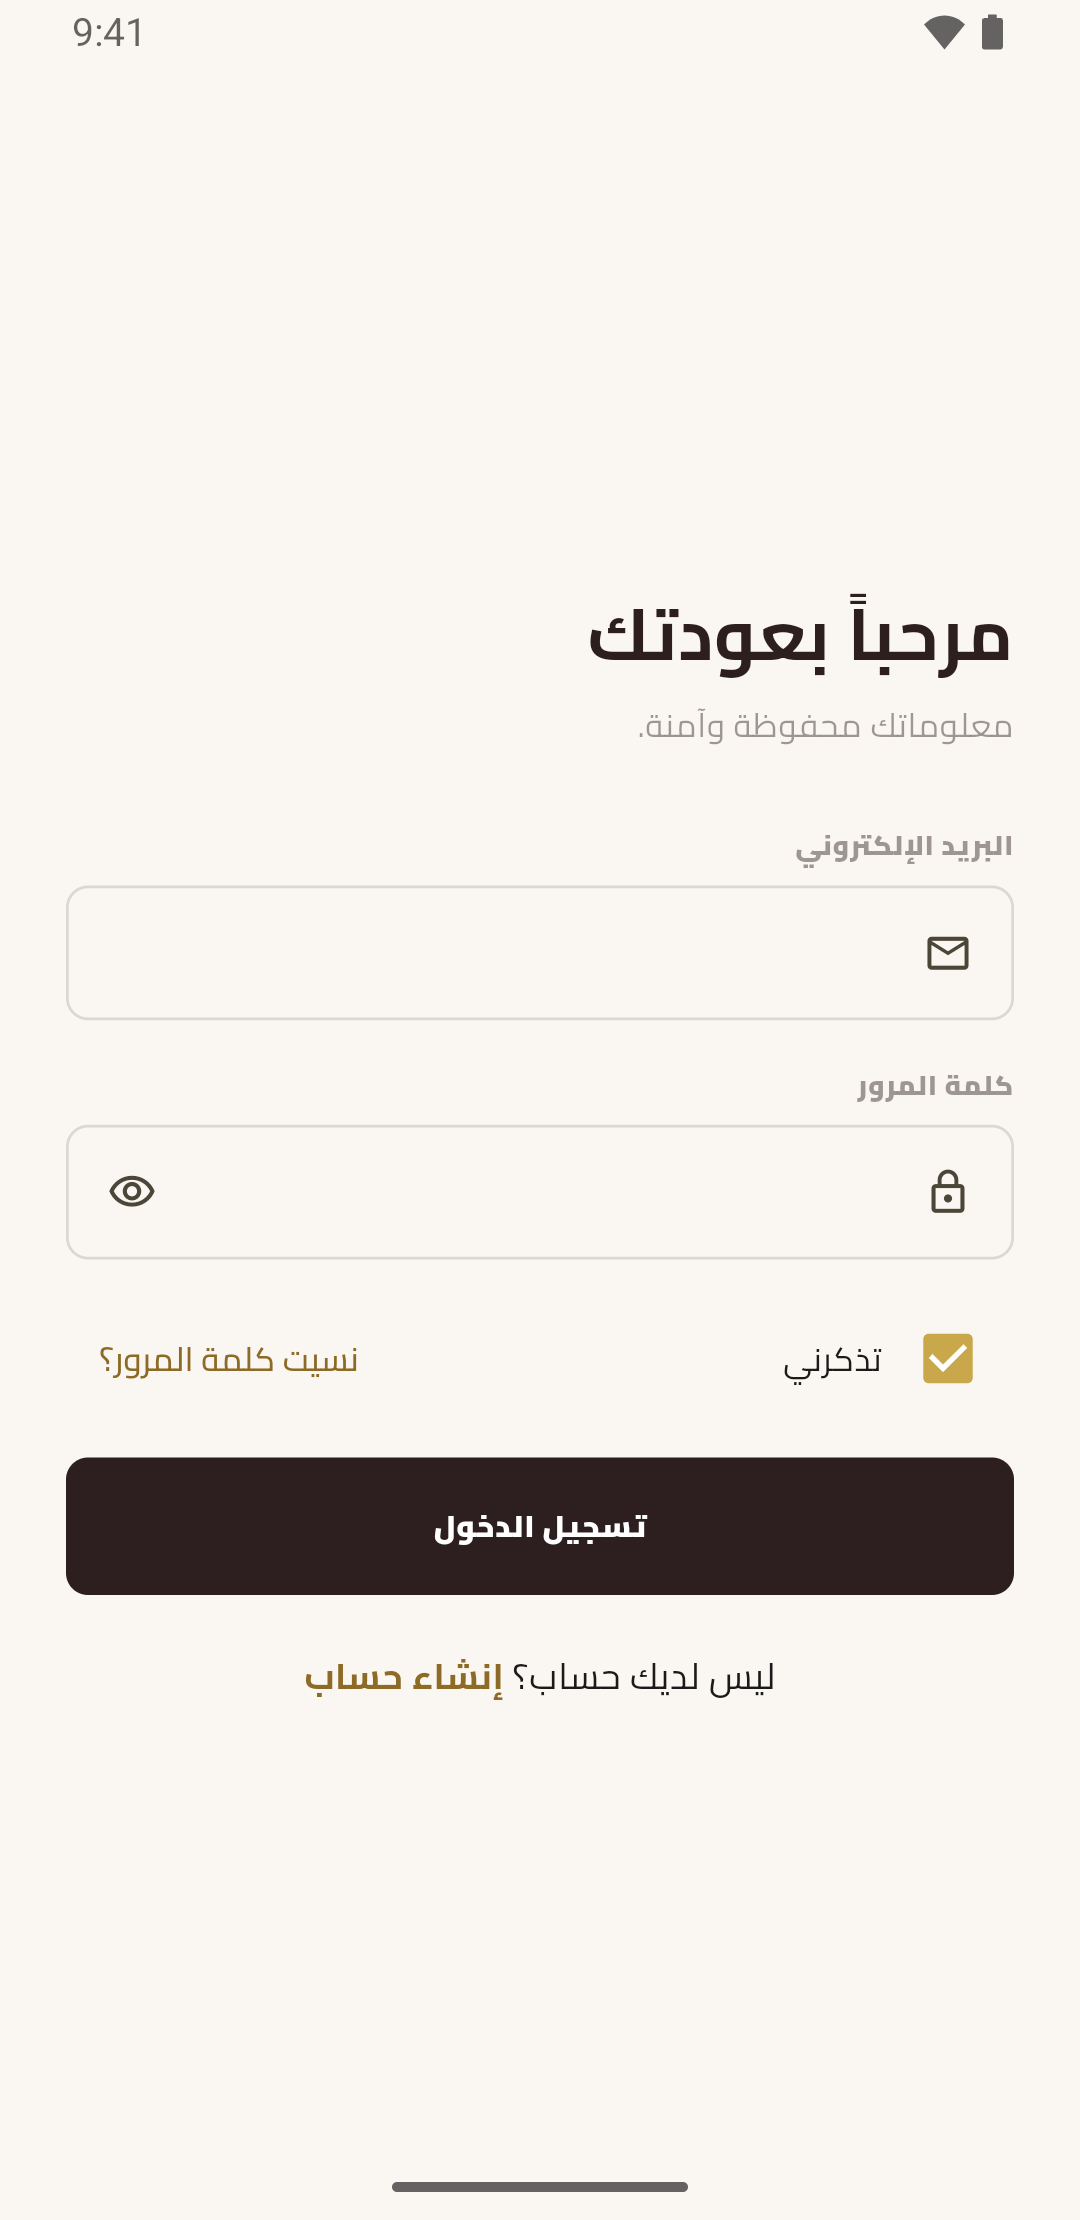 9:41
مرحباً بعودتك
معلوماتك محفوظة وآمنة.
البريد الإلكتروني
كلمة المرور
تذكرني
نسيت كلمة المرور؟
تسجيل الدخول
ليس لديك حساب؟ إنشاء حساب